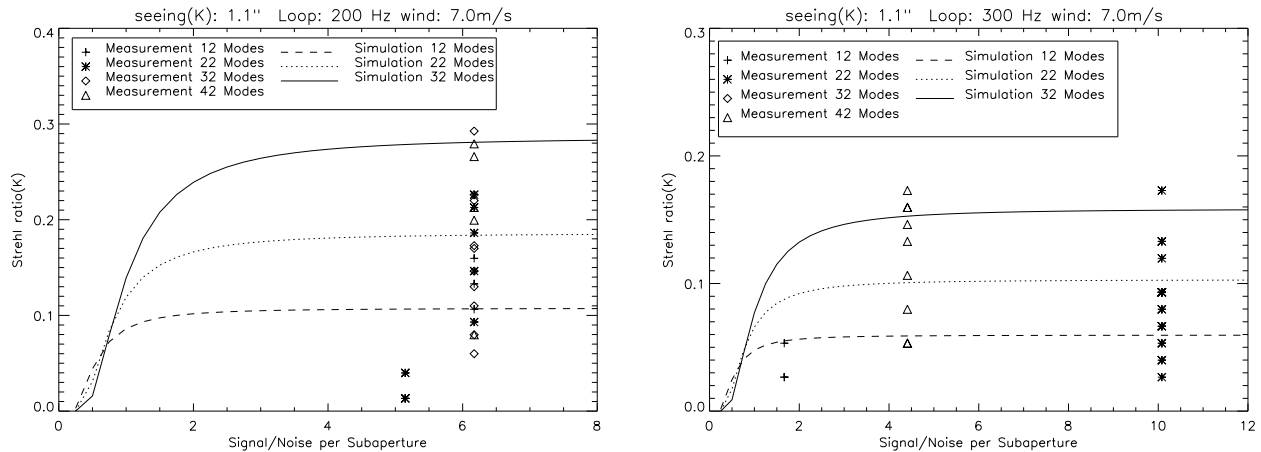 seeing(K): 1.1" Loop: 200 Hz wind: 7.0m/s
0.4
0.3
0.2
0.1
0.0
Strehl ratio(K)
Measurement 12 Modes
Measurement 22 Modes
Measurement 32 Modes
Measurement 42 Modes
Simulation 12 Modes
Simulation 22 Modes
Simulation 32 Modes
0 2 4 6 8
Signal/Noise per Subaperture
seeing(K): 1.1" Loop: 300 Hz wind: 7.0m/s
0.3
0.2
0.1
0.0
Strehl ratio(K)
Measurement 12 Modes
Measurement 22 Modes
Measurement 32 Modes
Measurement 42 Modes
Simulation 12 Modes
Simulation 22 Modes
Simulation 32 Modes
0 2 4 6 8 10 12
Signal/Noise per Subaperture